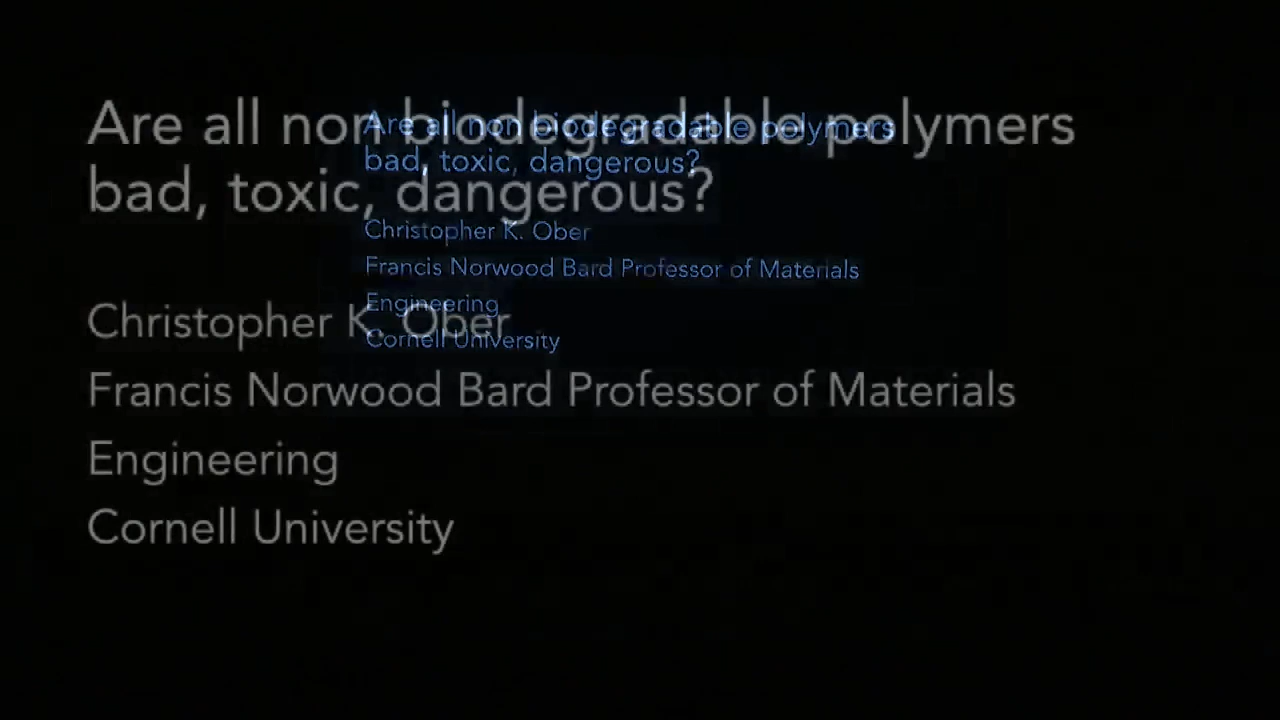 Are all non biodegradable polymers
bad, toxic, dangerous?
Christopher K. Ober
Francis Norwood Bard Professor of Materials
Engineering
Cornell University
Are all non biodegradable polymers
bad, toxic, dangerous?
Christopher K. Ober
Francis Norwood Bard Professor of Materials
Engineering
Cornell University